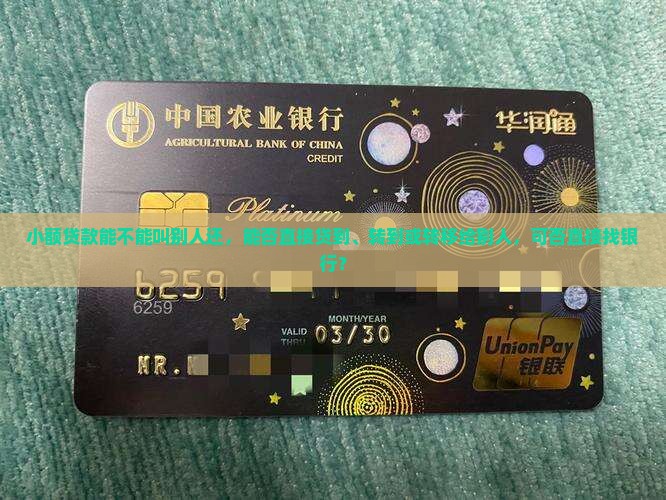 中国农业银行
AGRICULTURAL BANK OF CHINA
CREDIT
华润通
Platinum
小额贷款能不能叫别人还，能否直接贷到、转到或转移给别人，可否直接找银
行？
6259
6259
MONTH/YEAR
VALID
THRU
03/30
MR.
UnionPay
银联